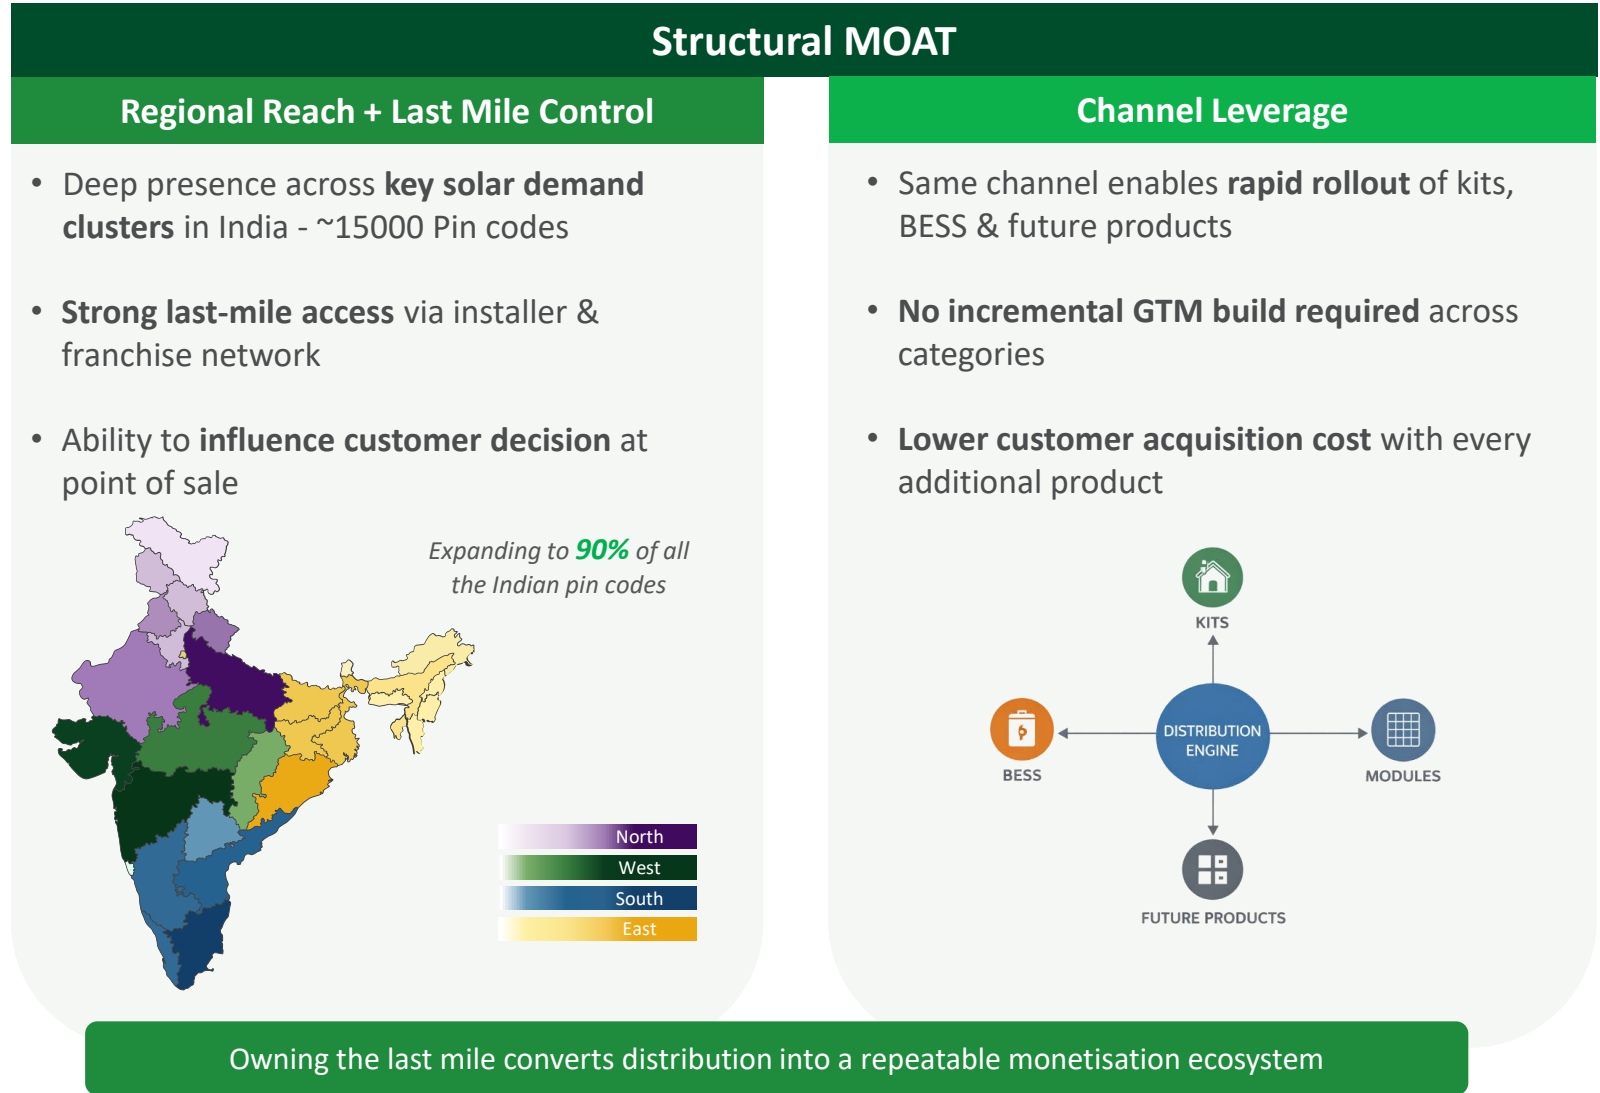 Structural MOAT
Regional Reach + Last Mile Control
• Deep presence across key solar demand
clusters in India - ~15000 Pin codes
• Strong last-mile access via installer &
franchise network
• Ability to influence customer decision at
point of sale
Expanding to 90% of all
the Indian pin codes
North
West
South
East
Channel Leverage
• Same channel enables rapid rollout of kits,
BESS & future products
• No incremental GTM build required across
categories
• Lower customer acquisition cost with every
additional product
KITS
DISTRIBUTION
ENGINE
BESS
MODULES
FUTURE PRODUCTS
Owning the last mile converts distribution into a repeatable monetisation ecosystem